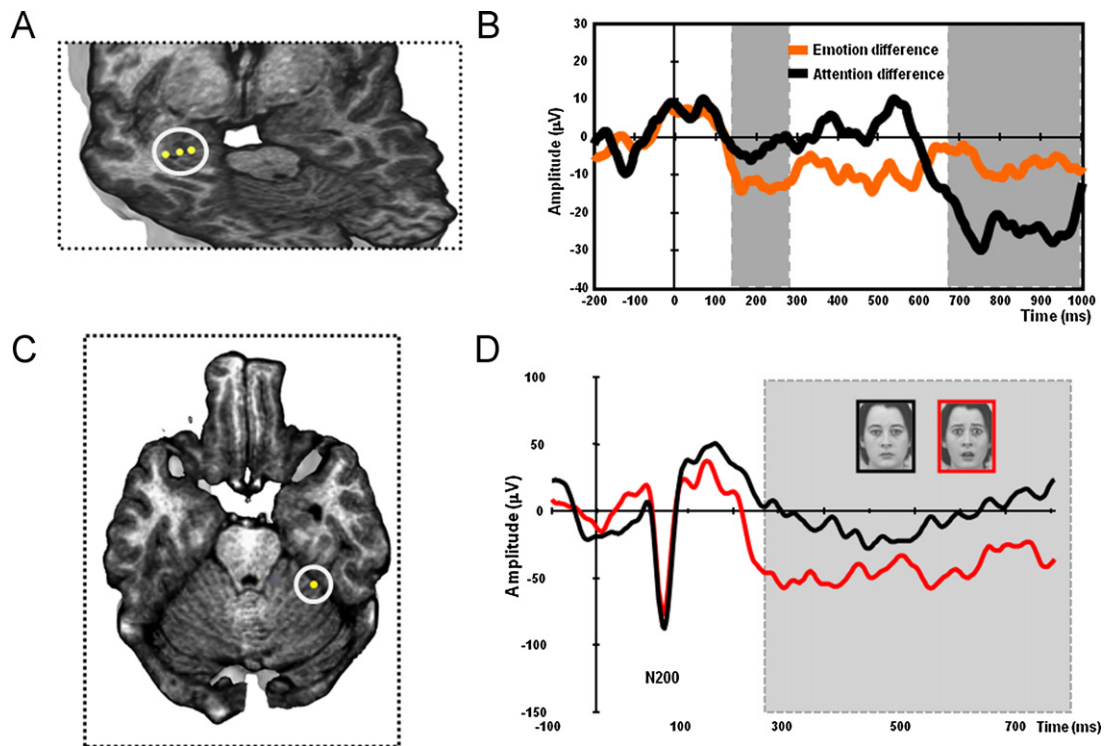 A
B
30
20
10
0
-10
-20
-30
-40
Amplitude (µV)
Emotion difference
Attention difference
-200 -100 0 100 200 300 400 500 600 700 800 900 1000
Time (ms)
C
D
100
50
0
-50
-100
-150
Amplitude (µV)
N200
-100 100 300 500 700 Time (ms)